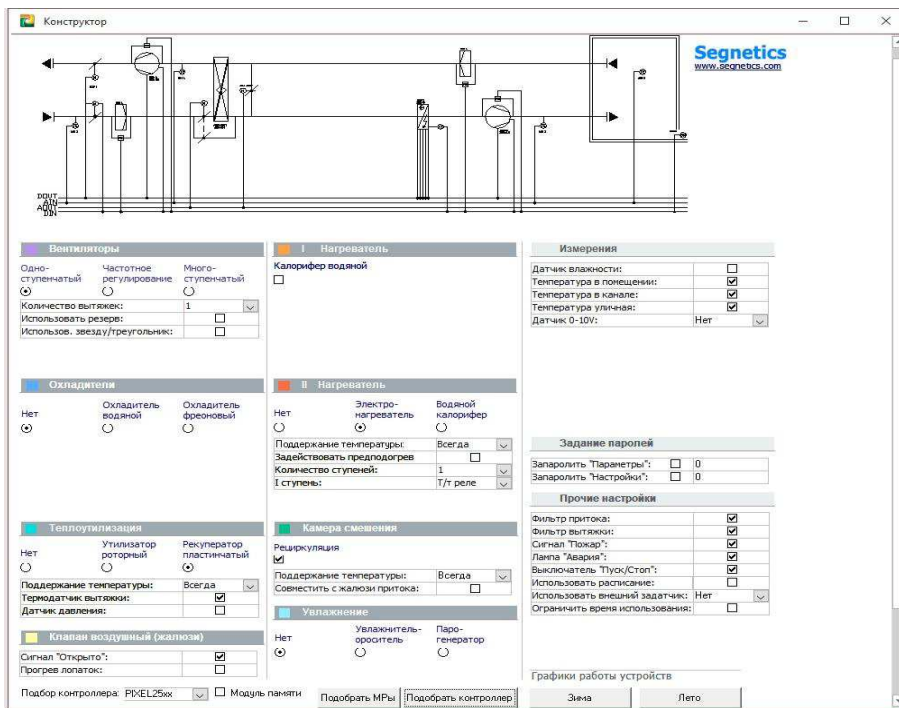 Конструктор
Segnetics
www.segnetics.com
DOUT
AIN
AOUT
DIN
Вентиляторы
Одно-
ступенчатый
Частотное
регулирование
Много-
ступенчатый
Количество вытяжек: 1
Использовать резерв:
Использов. звезду/треугольник:
I Нагреватель
Калорифер водяной
Измерения
Датчик влажности:
Температура в помещении:
Температура в канале:
Температура уличная:
Датчик 0-10V: Нет
Охладители
Нет
Охладитель
водяной
Охладитель
фреоновый
II Нагреватель
Нет
Электро-
нагреватель
Водяной
калорифер
Поддержание температуры: Всегда
Задействовать предподогрев
Количество ступеней: 1
I ступень: Т/т реле
Задание паролей
Запаролить "Параметры": 0
Запаролить "Настройки": 0
Теплоутилизация
Нет
Утилизатор
роторный
Рекуператор
пластинчатый
Поддержание температуры: Всегда
Термодатчик вытяжки:
Датчик давления:
Камера смешения
Рециркуляция
Поддержание температуры: Всегда
Совместить с жалюзи притока:
Прочие настройки
Фильтр притока:
Фильтр вытяжки:
Сигнал "Пожар":
Лампа "Авария":
Выключатель "Пуск/Стоп":
Использовать расписание:
Использовать внешний задатчик: Нет
Ограничить время использования:
Клапан воздушный (жалюзи)
Сигнал "Открыто":
Прогрев лопаток:
Увлажнение
Нет
Увлажнитель-
ороситель
Паро-
генератор
Графики работы устройств
Подбор контроллера: PIXEL25xx
Модуль памяти
Подобрать МРы
Подобрать контроллер
Зима
Лето